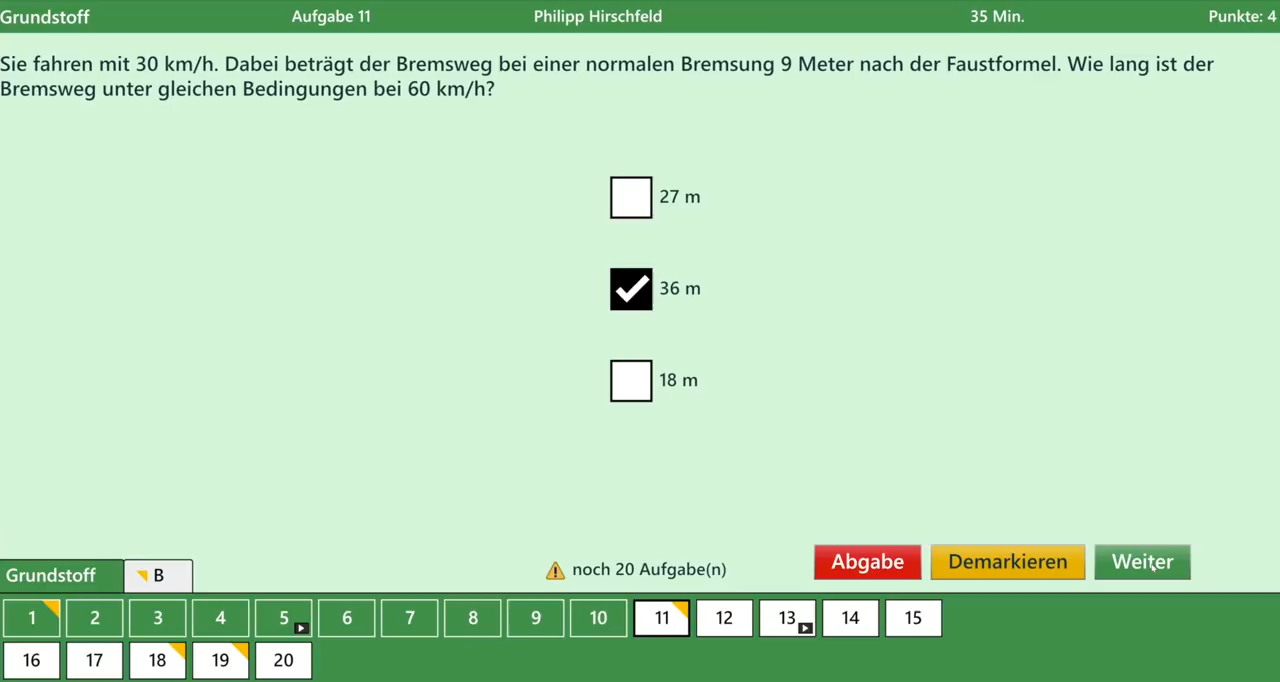 Grundstoff Aufgabe 11 Philipp Hirschfeld 35 Min. Punkte: 4
Sie fahren mit 30 km/h. Dabei beträgt der Bremsweg bei einer normalen Bremsung 9 Meter nach der Faustformel. Wie lang ist der
Bremsweg unter gleichen Bedingungen bei 60 km/h?
27 m
36 m
18 m
noch 20 Aufgabe(n) Abgabe Demarkieren Weiter
Grundstoff B
1 2 3 4 5 6 7 8 9 10 11 12 13 14 15
16 17 18 19 20